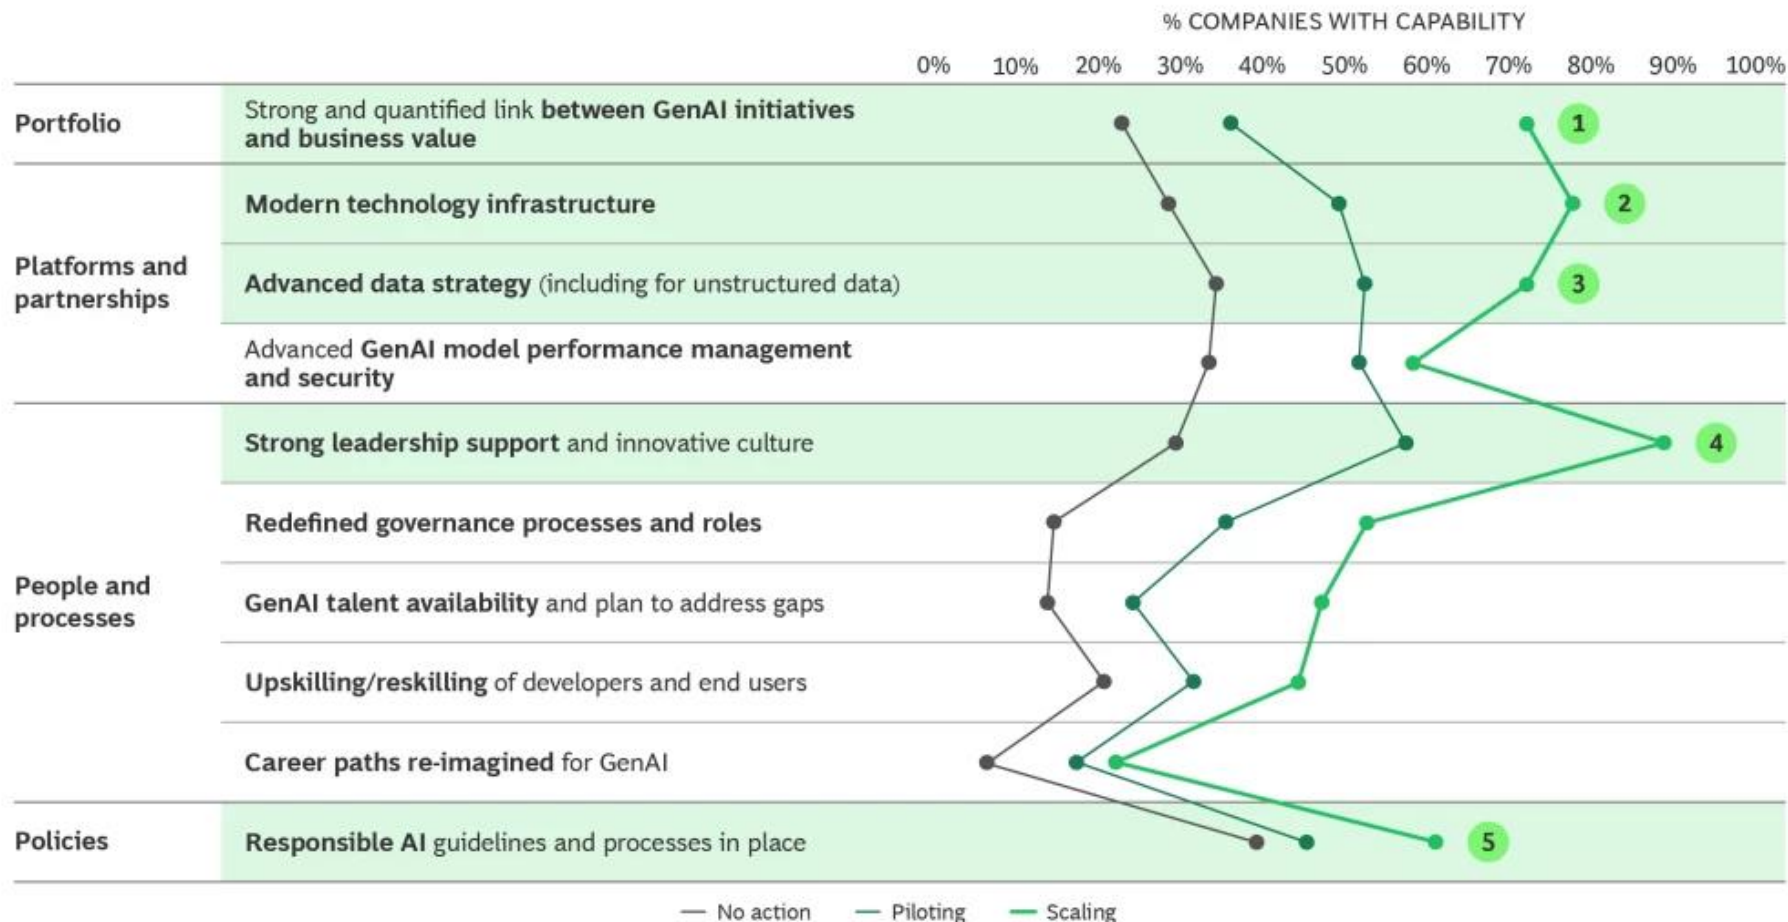 % COMPANIES WITH CAPABILITY
0% 10% 20% 30% 40% 50% 60% 70% 80% 90% 100%
Portfolio
Strong and quantified link between GenAI initiatives
and business value
1
Platforms and
partnerships
Modern technology infrastructure
2
Advanced data strategy (including for unstructured data)
3
Advanced GenAI model performance management
and security
People and
processes
Strong leadership support and innovative culture
4
Redefined governance processes and roles
GenAI talent availability and plan to address gaps
Upskilling/reskilling of developers and end users
Career paths re-imagined for GenAI
Policies
Responsible AI guidelines and processes in place
5
No action Piloting Scaling